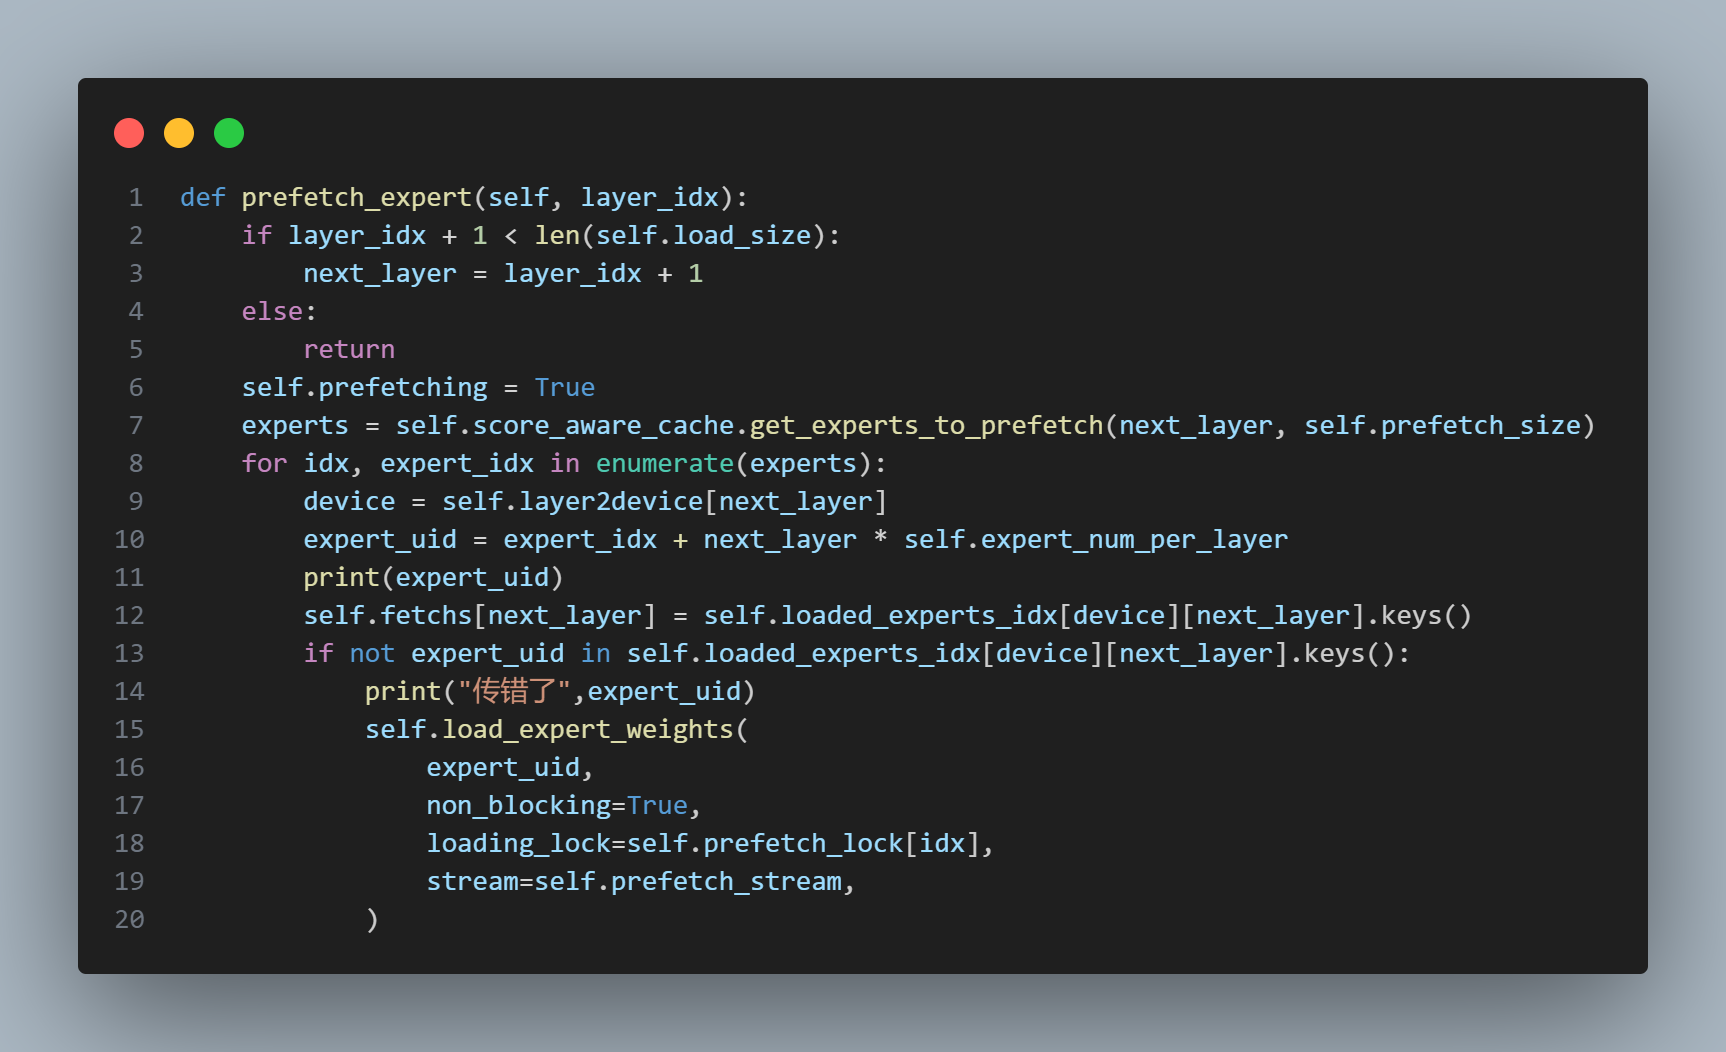 1 def prefetch_expert(self, layer_idx):
2     if layer_idx + 1 < len(self.load_size):
3         next_layer = layer_idx + 1
4     else:
5         return
6     self.prefetching = True
7     experts = self.score_aware_cache.get_experts_to_prefetch(next_layer, self.prefetch_size)
8     for idx, expert_idx in enumerate(experts):
9         device = self.layer2device[next_layer]
10         expert_uid = expert_idx + next_layer * self.expert_num_per_layer
11         print(expert_uid)
12         self.fetchs[next_layer] = self.loaded_experts_idx[device][next_layer].keys()
13         if not expert_uid in self.loaded_experts_idx[device][next_layer].keys():
14             print("传错了",expert_uid)
15             self.load_expert_weights(
16                 expert_uid,
17                 non_blocking=True,
18                 loading_lock=self.prefetch_lock[idx],
19                 stream=self.prefetch_stream,
20             )